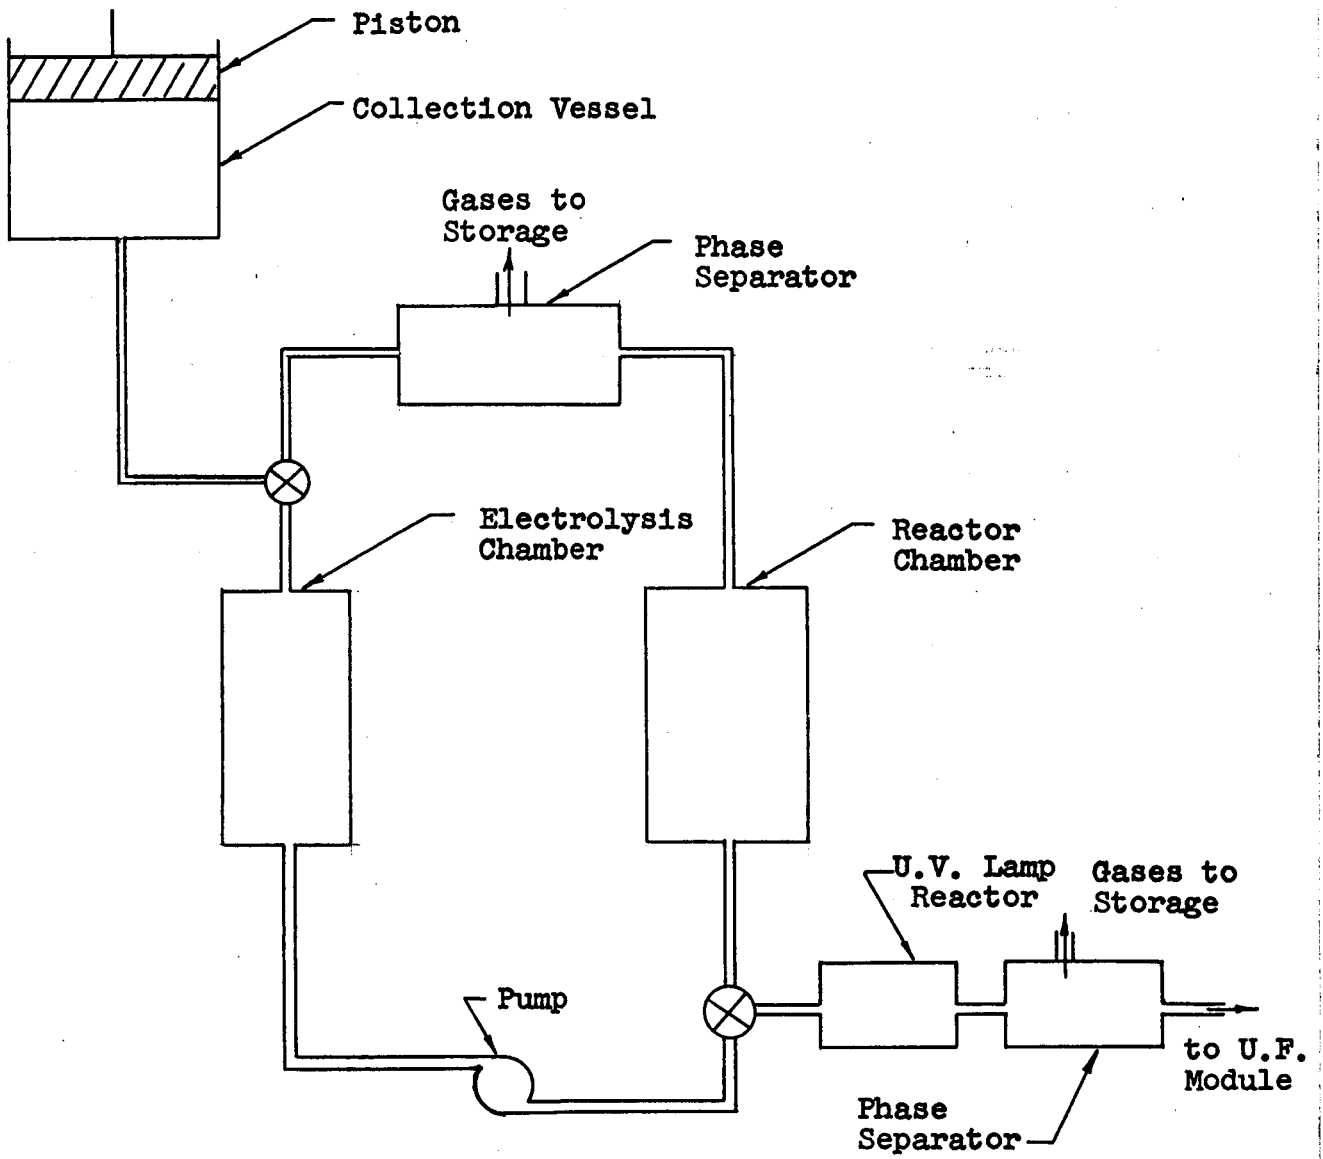 Piston
Collection Vessel
Gases to
Storage
Phase
Separator
Electrolysis
Chamber
Reactor
Chamber
U.V. Lamp
Reactor
Gases to
Storage
Pump
to U.F.
Module
Phase
Separator